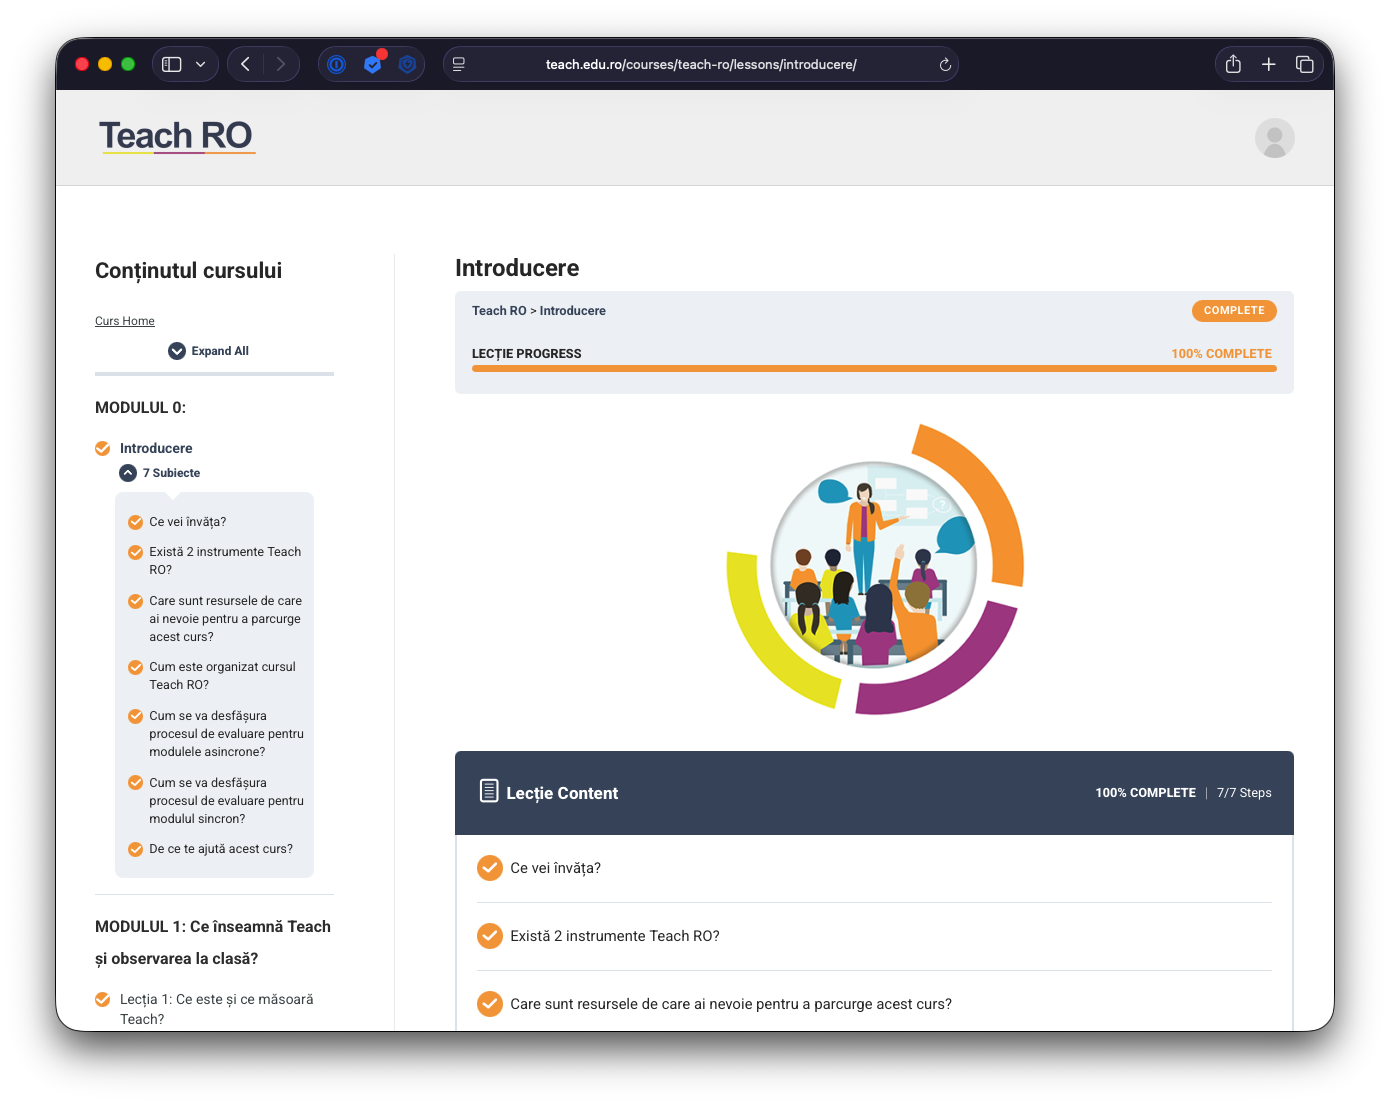 teach.edu.ro/courses/teach-ro/lessons/introducere/
Teach RO
Conținutul cursului
Curs Home
Expand All
MODULUL 0:
Introducere
7 Subiecte
Ce vei învăța?
Există 2 instrumente Teach
RO?
Care sunt resursele de care
ai nevoie pentru a parcurge
acest curs?
Cum este organizat cursul
Teach RO?
Cum se va desfășura
procesul de evaluare pentru
modulele asincrone?
Cum se va desfășura
procesul de evaluare pentru
modulul sincron?
De ce te ajută acest curs?
MODULUL 1: Ce înseamnă Teach
și observarea la clasă?
Lecția 1: Ce este și ce măsoară
Teach?
Introducere
Teach RO > Introducere
COMPLETE
LECȚIE PROGRESS
100% COMPLETE
?
Lecție Content
100% COMPLETE | 7/7 Steps
Ce vei învăța?
Există 2 instrumente Teach RO?
Care sunt resursele de care ai nevoie pentru a parcurge acest curs?